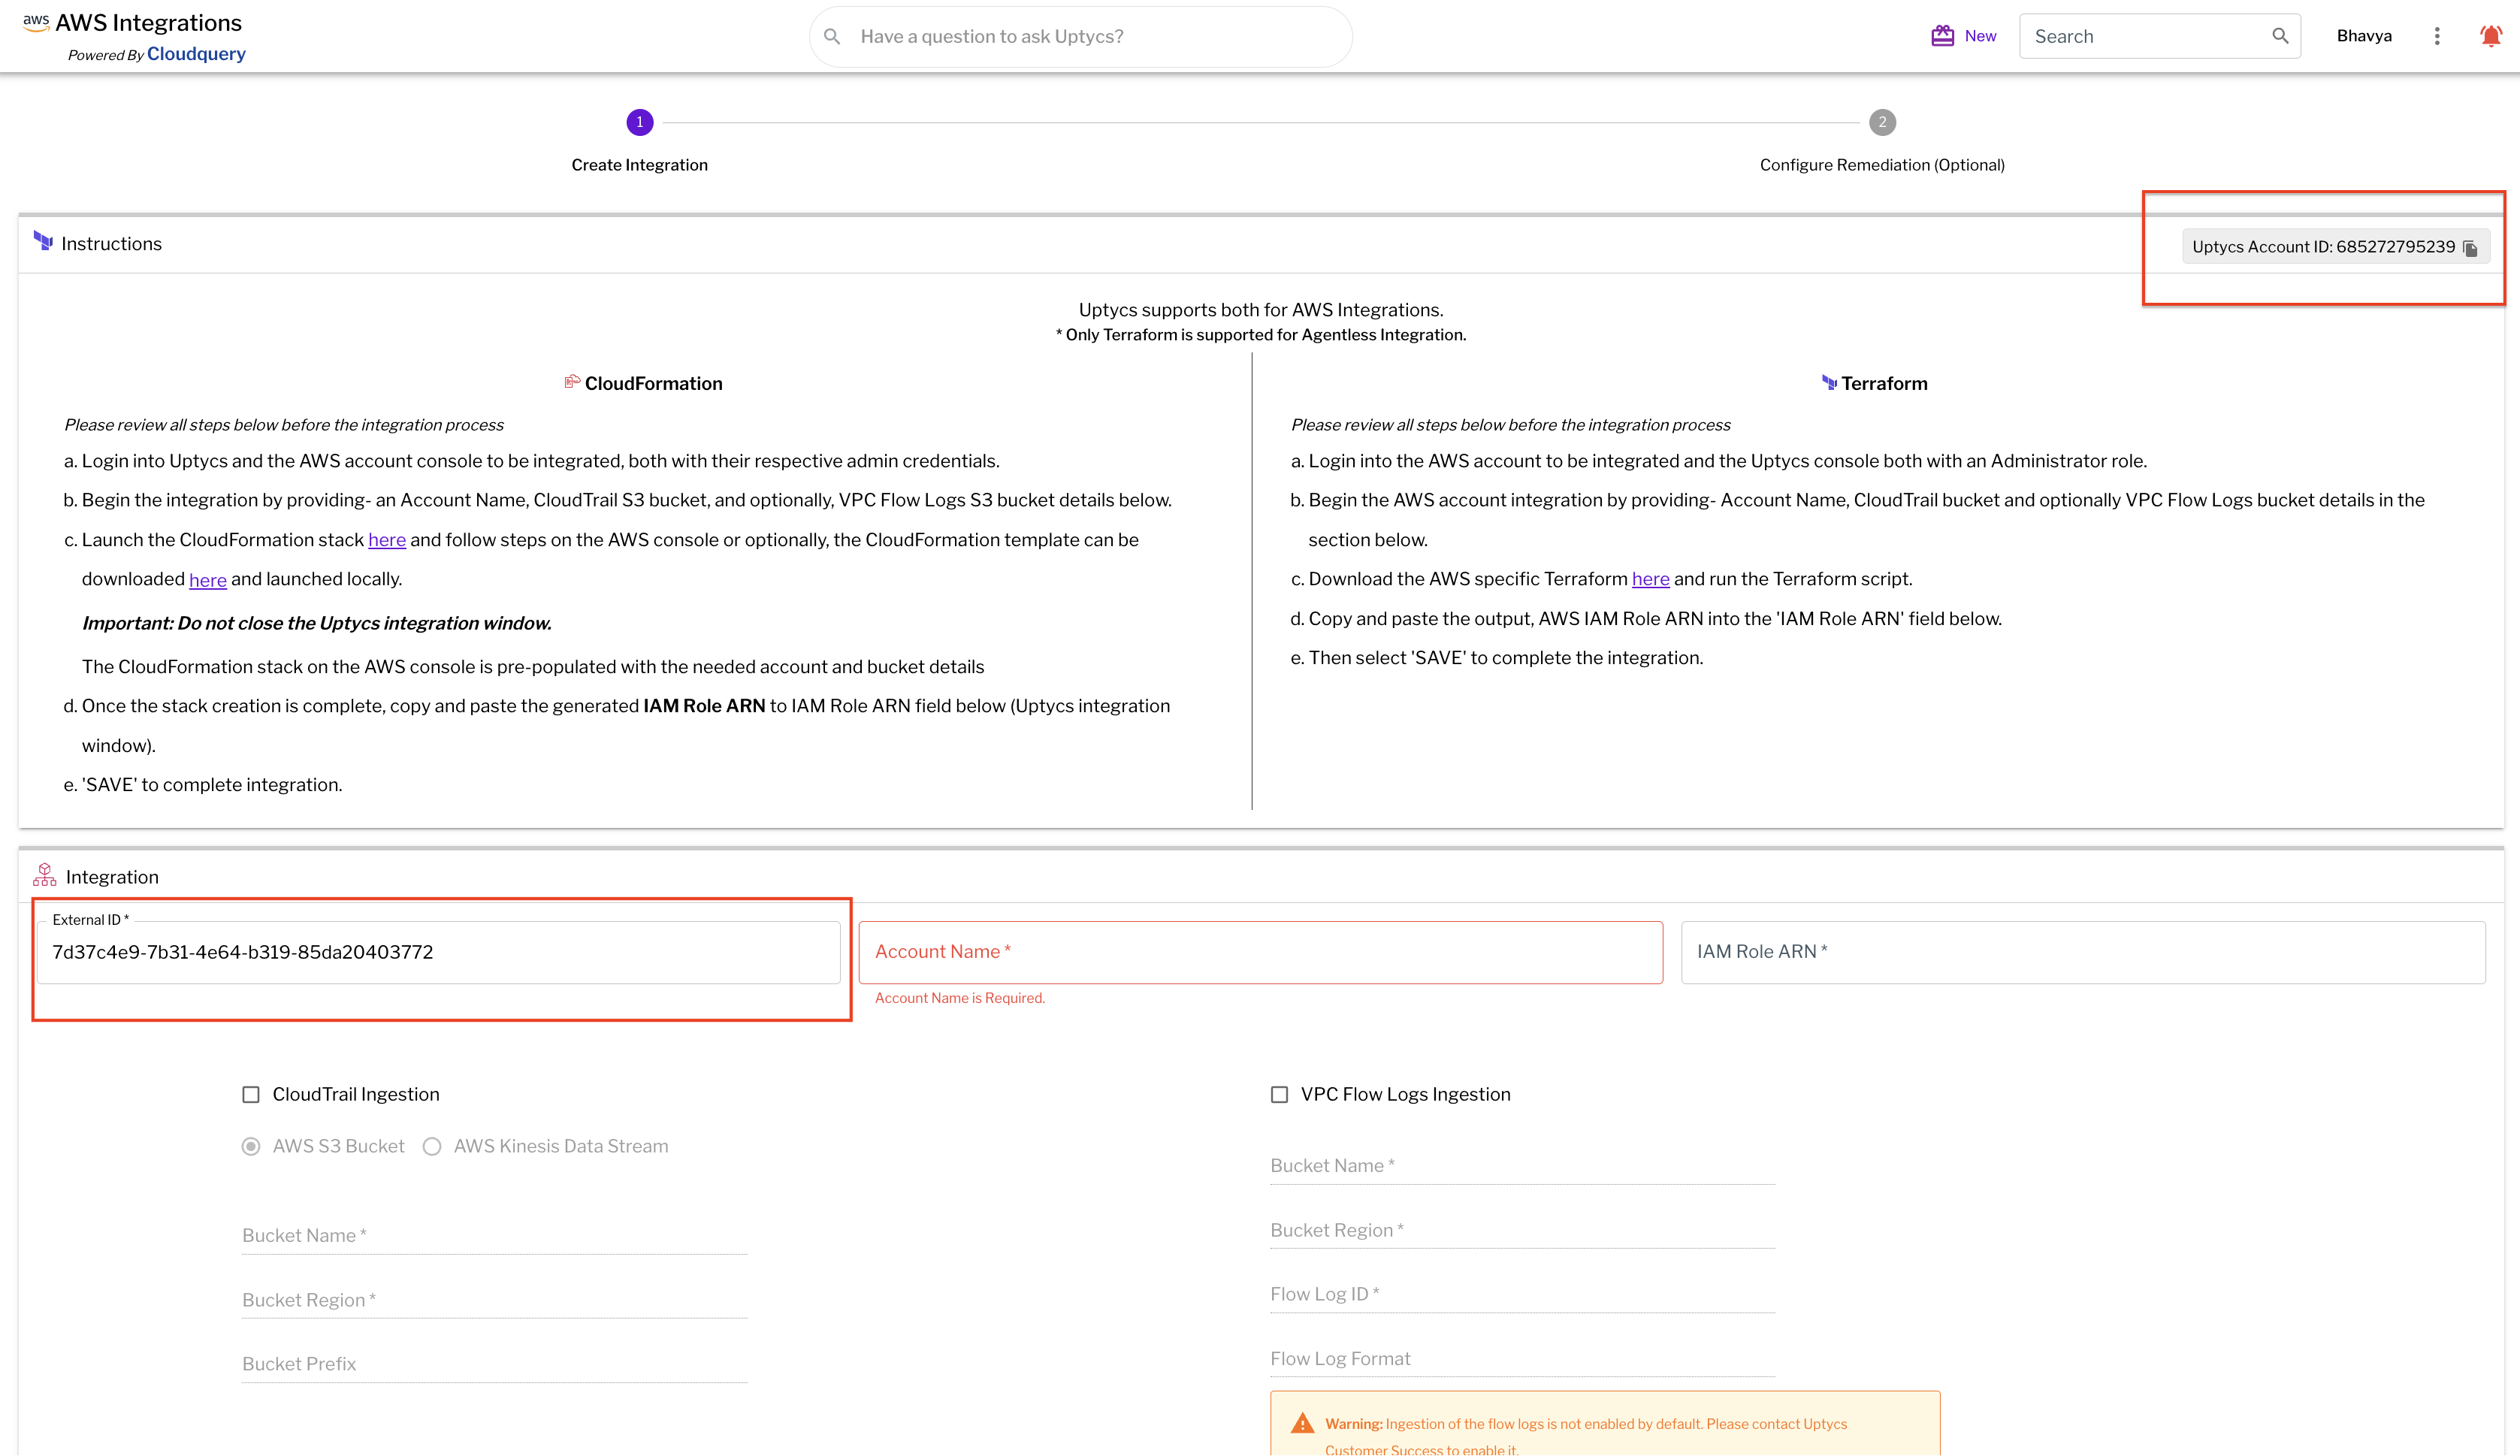 aws AWS Integrations
Powered By Cloudquery
Have a question to ask Uptycs?
New
Search
Bhavya
1
2
Create Integration
Configure Remediation (Optional)
Instructions
Uptycs Account ID: 685272795239
Uptycs supports both for AWS Integrations.
* Only Terraform is supported for Agentless Integration.
CloudFormation
Please review all steps below before the integration process
a. Login into Uptycs and the AWS account console to be integrated, both with their respective admin credentials.
b. Begin the integration by providing- an Account Name, CloudTrail S3 bucket, and optionally, VPC Flow Logs S3 bucket details below.
c. Launch the CloudFormation stack here and follow steps on the AWS console or optionally, the CloudFormation template can be
downloaded here and launched locally.
Important: Do not close the Uptycs integration window.
The CloudFormation stack on the AWS console is pre-populated with the needed account and bucket details
d. Once the stack creation is complete, copy and paste the generated IAM Role ARN to IAM Role ARN field below (Uptycs integration
window).
e. 'SAVE' to complete integration.
Terraform
Please review all steps below before the integration process
a. Login into the AWS account to be integrated and the Uptycs console both with an Administrator role.
b. Begin the AWS account integration by providing- Account Name, CloudTrail bucket and optionally VPC Flow Logs bucket details in the
section below.
c. Download the AWS specific Terraform here and run the Terraform script.
d. Copy and paste the output, AWS IAM Role ARN into the 'IAM Role ARN' field below.
e. Then select 'SAVE' to complete the integration.
Integration
External ID *
7d37c4e9-7b31-4e64-b319-85da20403772
Account Name *
Account Name is Required.
IAM Role ARN *
CloudTrail Ingestion
AWS S3 Bucket
AWS Kinesis Data Stream
Bucket Name *
Bucket Region *
Bucket Prefix
VPC Flow Logs Ingestion
Bucket Name *
Bucket Region *
Flow Log ID *
Flow Log Format
Warning: Ingestion of the flow logs is not enabled by default. Please contact Uptycs
Customer Success to enable it.